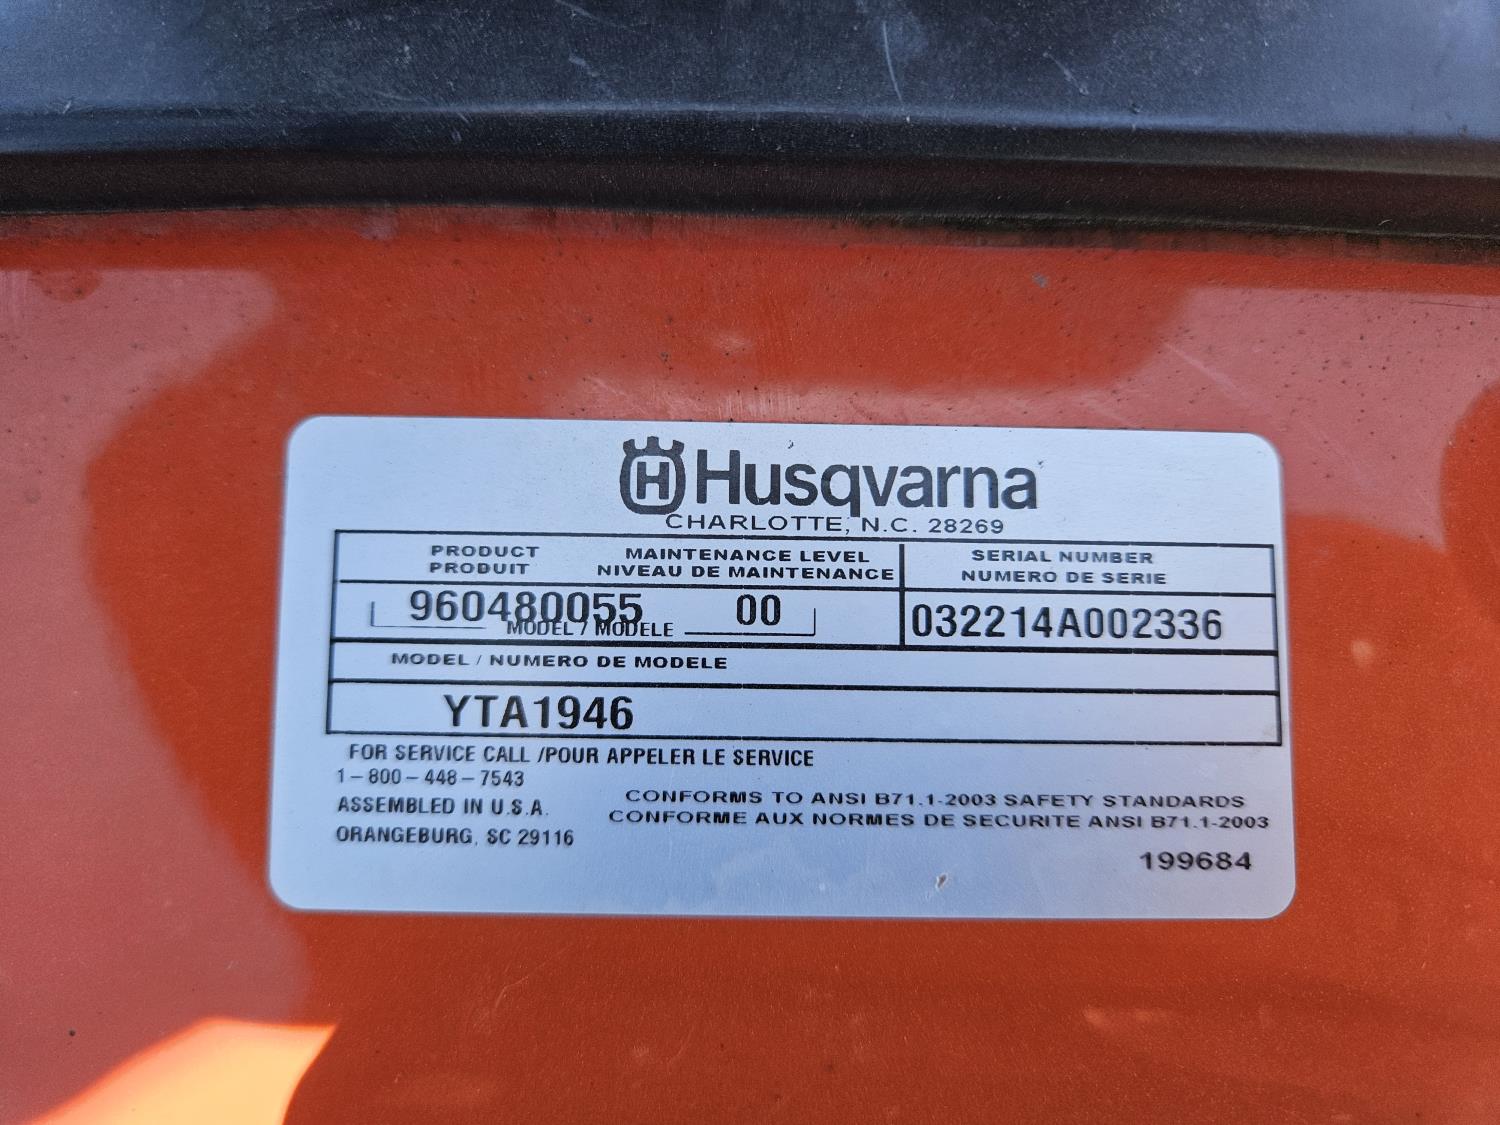 Husqvarna
CHARLOTTE, N.C. 28269
PRODUCT MAINTENANCE LEVEL SERIAL NUMBER
PRODUIT NIVEAU DE MAINTENANCE NUMERO DE SERIE
960480055 00 032214A002336
MODEL / MODELE
MODEL / NUMERO DE MODELE
YTA1946
FOR SERVICE CALL /POUR APPELER LE SERVICE
1-800-448-7543
ASSEMBLED IN U.S.A. CONFORMS TO ANSI B71.1-2003 SAFETY STANDARDS
ORANGEBURG, SC 29116 CONFORME AUX NORMES DE SECURITE ANSI B71.1-2003
199684